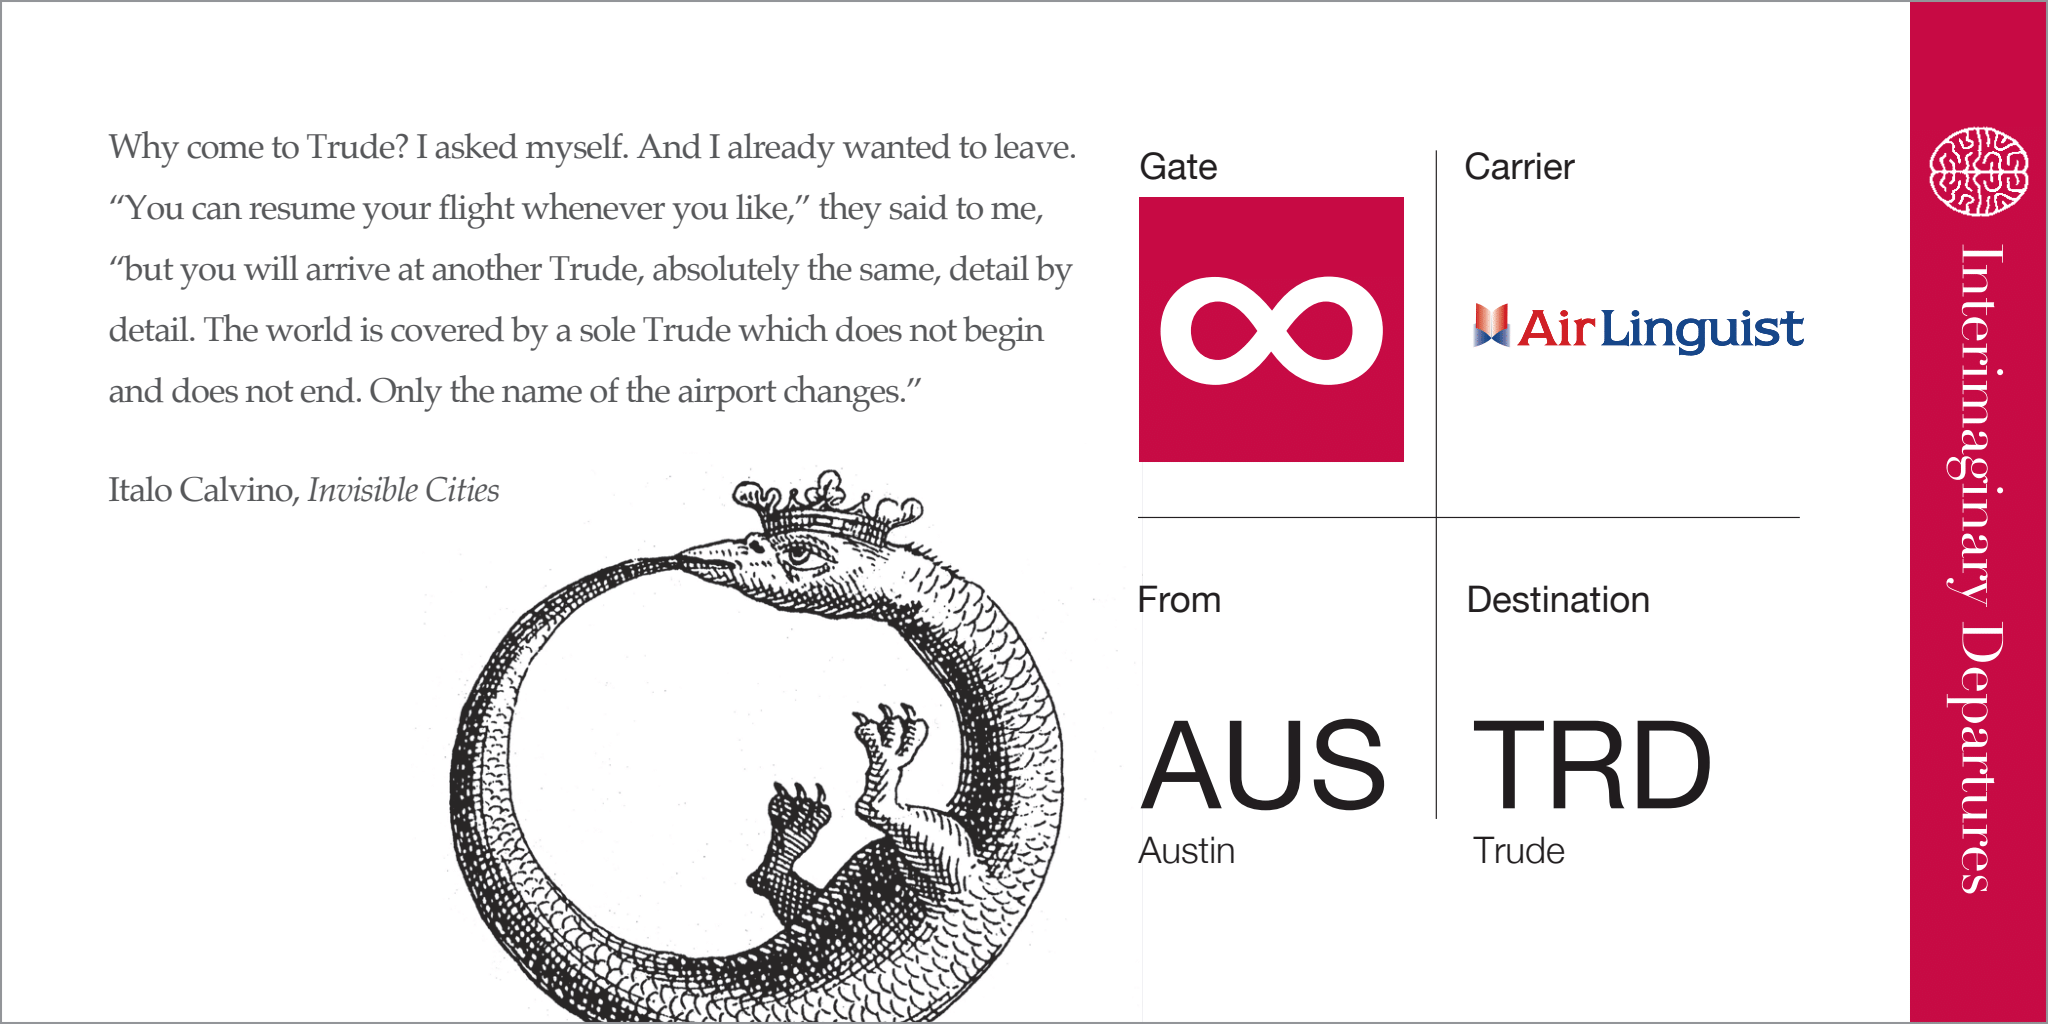 Why come to Trude? I asked myself. And I already wanted to leave.
“You can resume your flight whenever you like,” they said to me,
“but you will arrive at another Trude, absolutely the same, detail by
detail. The world is covered by a sole Trude which does not begin
and does not end. Only the name of the airport changes.”
Italo Calvino, Invisible Cities
Gate
∞
Carrier
AirLinguist
From
AUS
Austin
Destination
TRD
Trude
Interimaginary Departures